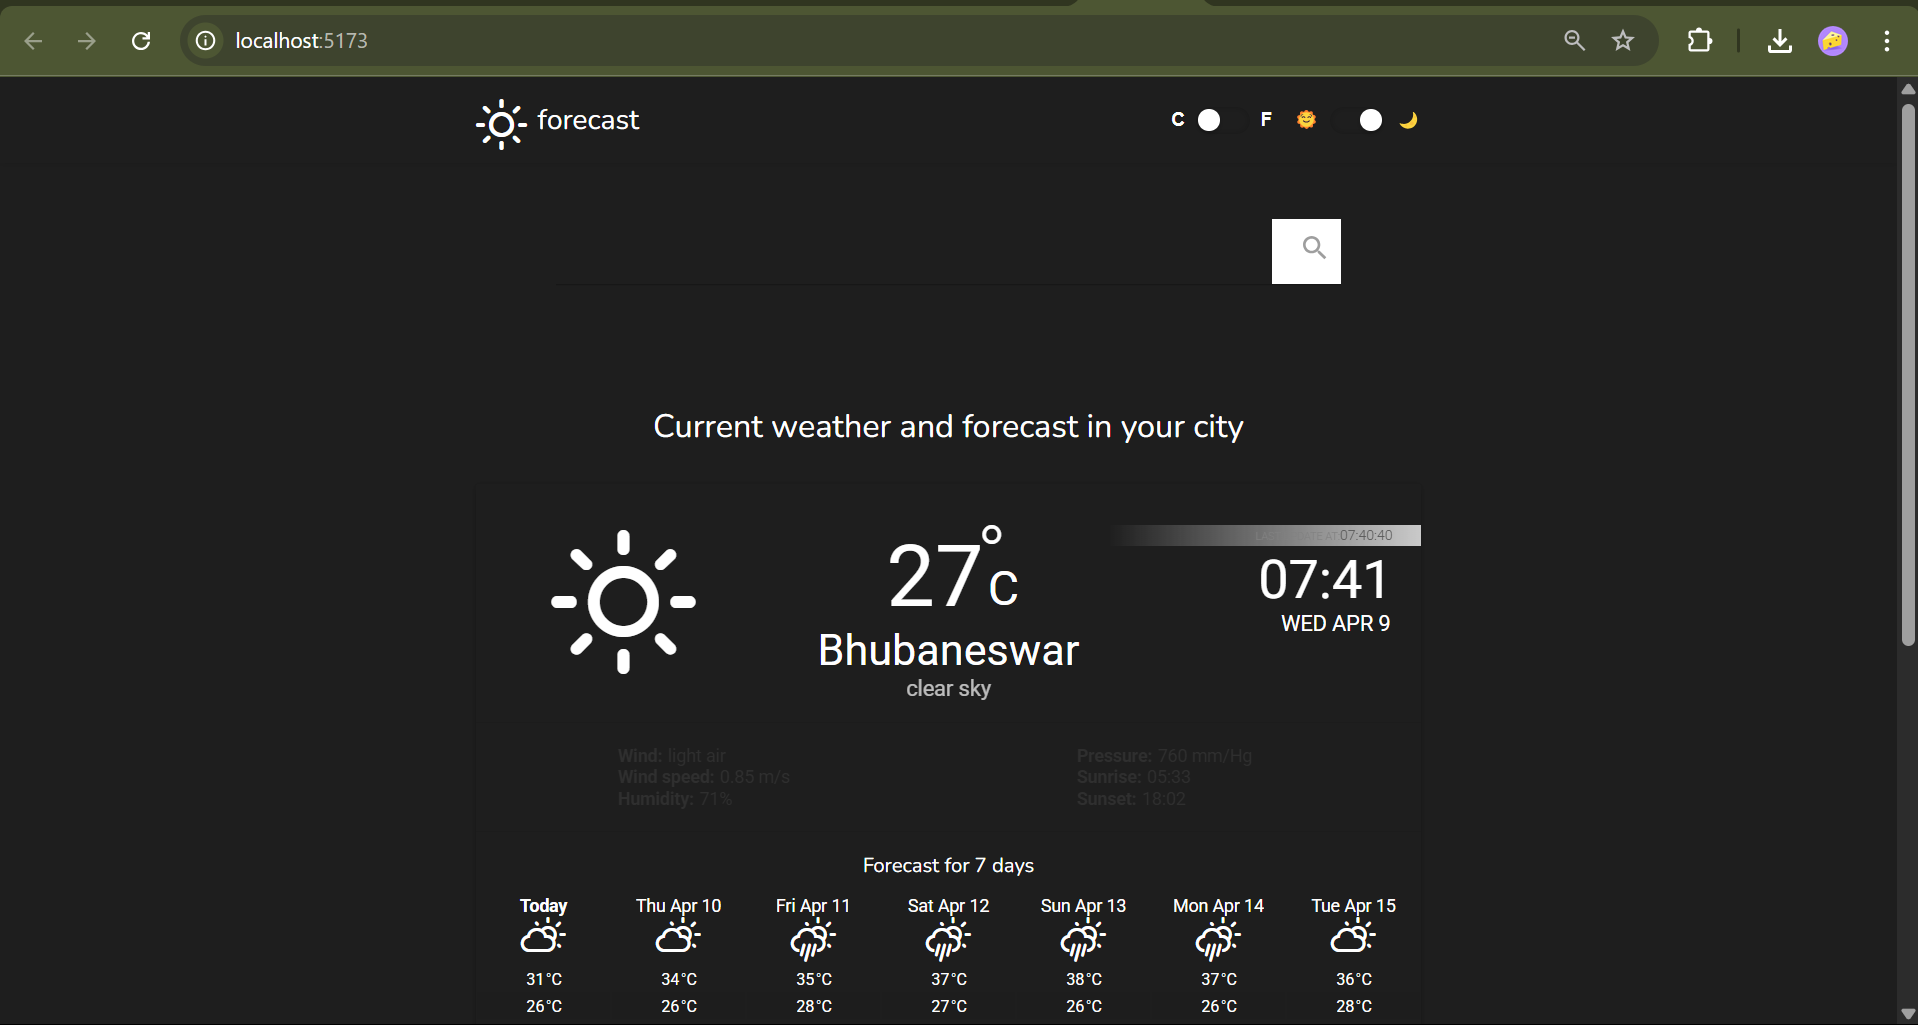 localhost:5173
forecast
C F
Current weather and forecast in your city
LAST UPDATE AT:07:40:40
27°C
07:41
WED APR 9
Bhubaneswar
clear sky
Wind: light air
Wind speed: 0.85 m/s
Humidity: 71%
Pressure: 760 mm/Hg
Sunrise: 05:33
Sunset: 18:02
Forecast for 7 days
Today Thu Apr 10 Fri Apr 11 Sat Apr 12 Sun Apr 13 Mon Apr 14 Tue Apr 15
31°C 34°C 35°C 37°C 38°C 37°C 36°C
26°C 26°C 28°C 27°C 26°C 26°C 28°C